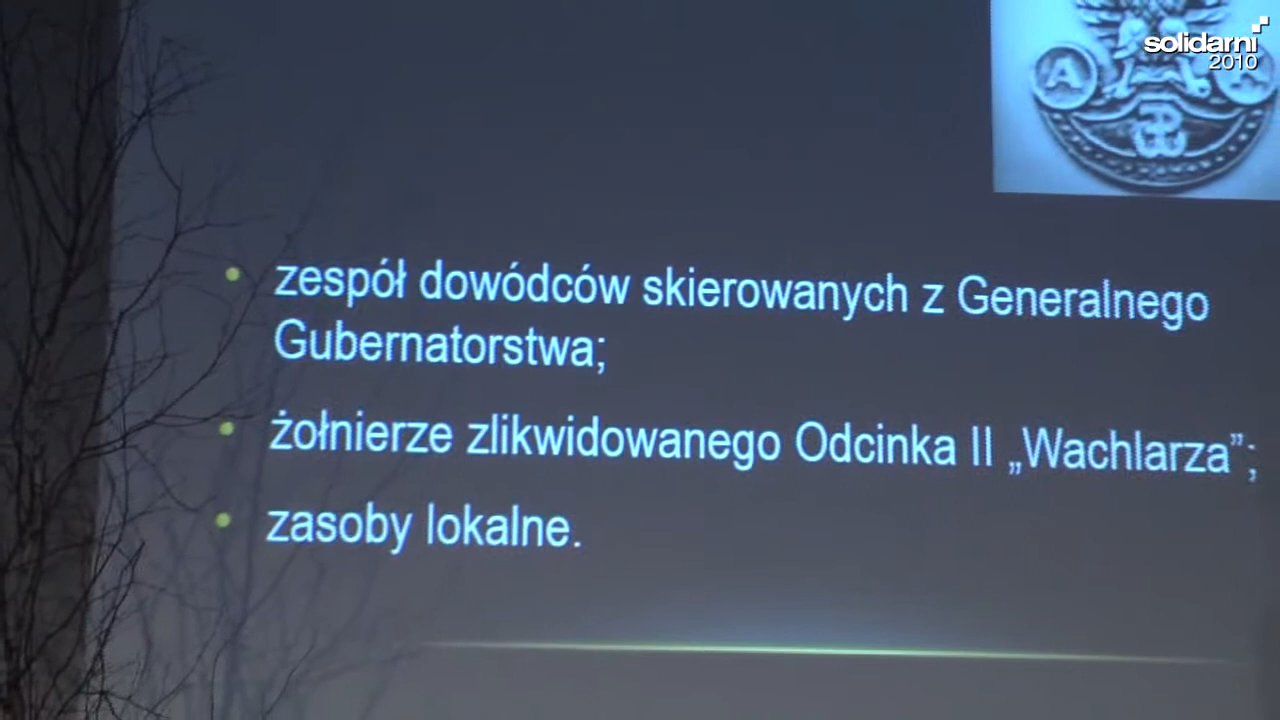 solidarni
2010
A A
zespół dowódców skierowanych z Generalnego
Gubernatorstwa;
żołnierze zlikwidowanego Odcinka II „Wachlarza”;
zasoby lokalne.